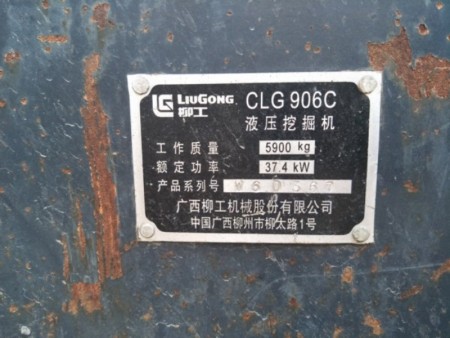 LIUGONG CLG 906C
柳工 液压挖掘机
工作质量 5900 kg
额定功率 37.4 kW
产品系列号
广西柳工机械股份有限公司
中国广西柳州市柳太路1号